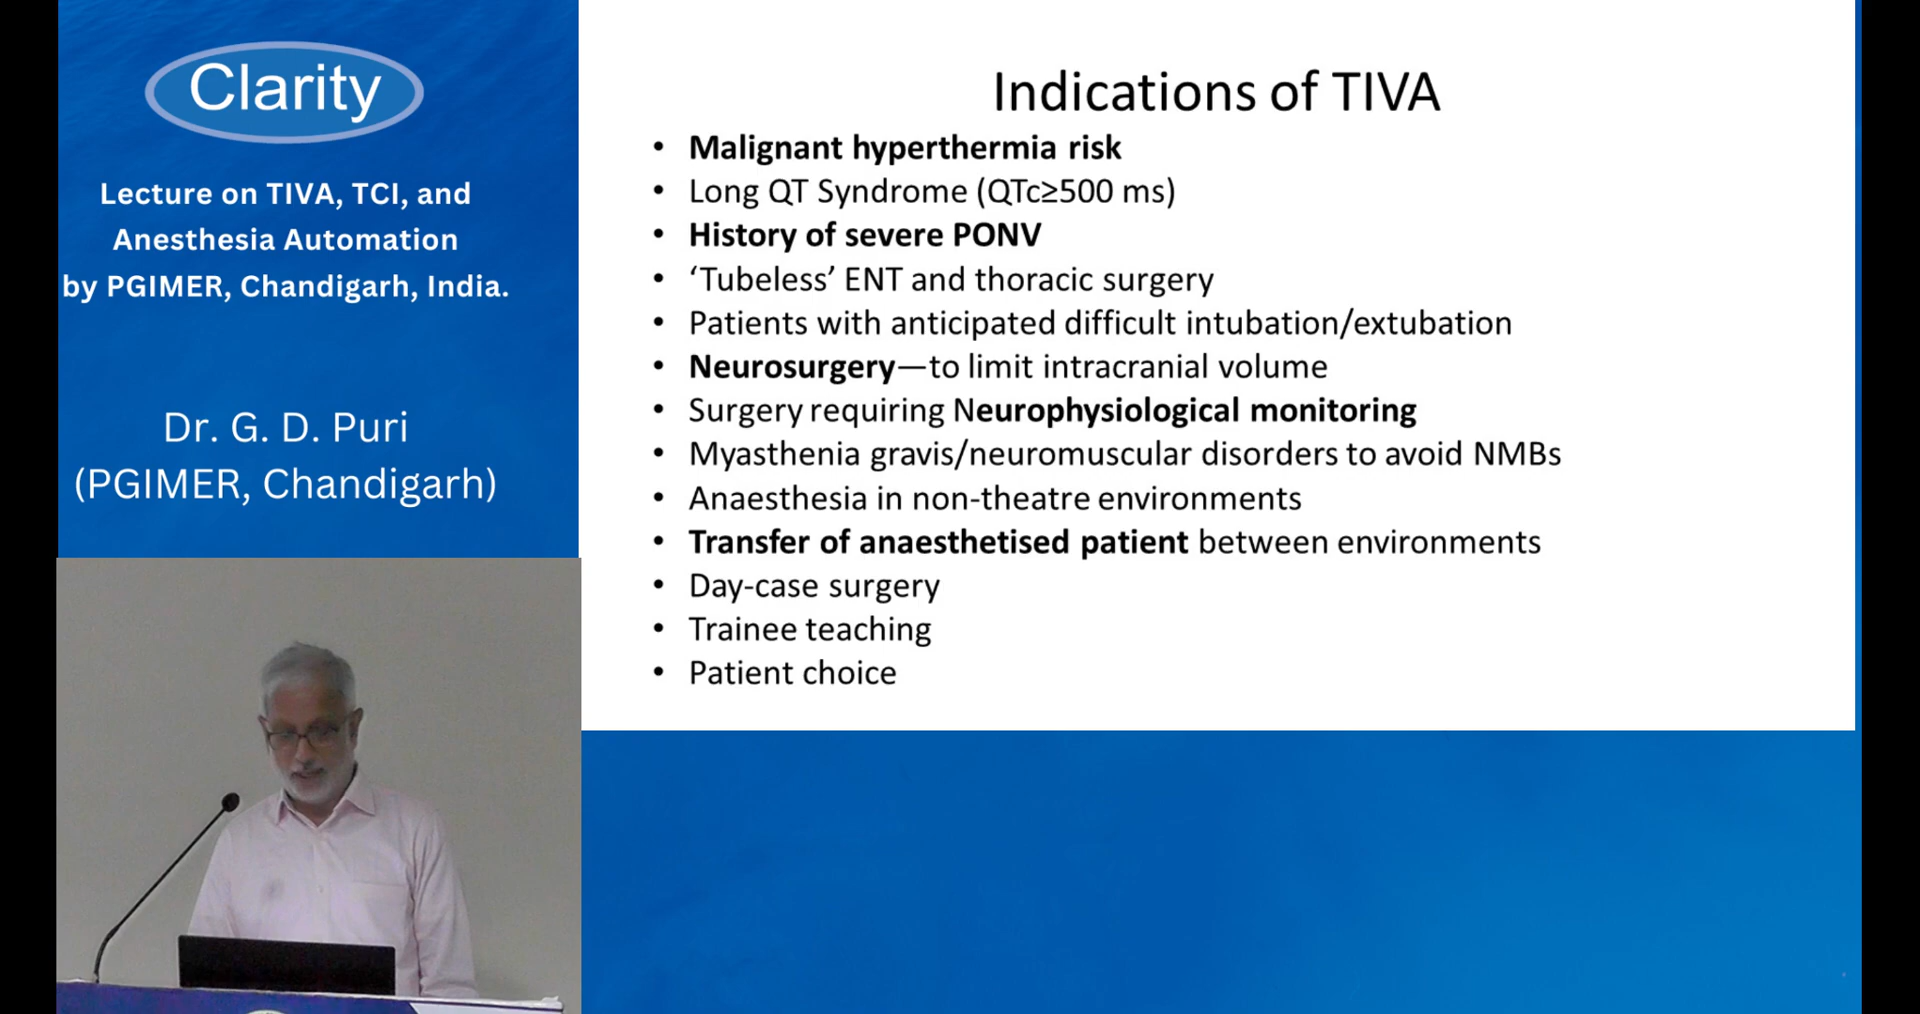 Clarity
Lecture on TIVA, TCI, and
Anesthesia Automation
by PGIMER, Chandigarh, India.
Dr. G. D. Puri
(PGIMER, Chandigarh)
Indications of TIVA
• Malignant hyperthermia risk
• Long QT Syndrome (QTc≥500 ms)
• History of severe PONV
• ‘Tubeless’ ENT and thoracic surgery
• Patients with anticipated difficult intubation/extubation
• Neurosurgery—to limit intracranial volume
• Surgery requiring Neurophysiological monitoring
• Myasthenia gravis/neuromuscular disorders to avoid NMBs
• Anaesthesia in non-theatre environments
• Transfer of anaesthetised patient between environments
• Day-case surgery
• Trainee teaching
• Patient choice